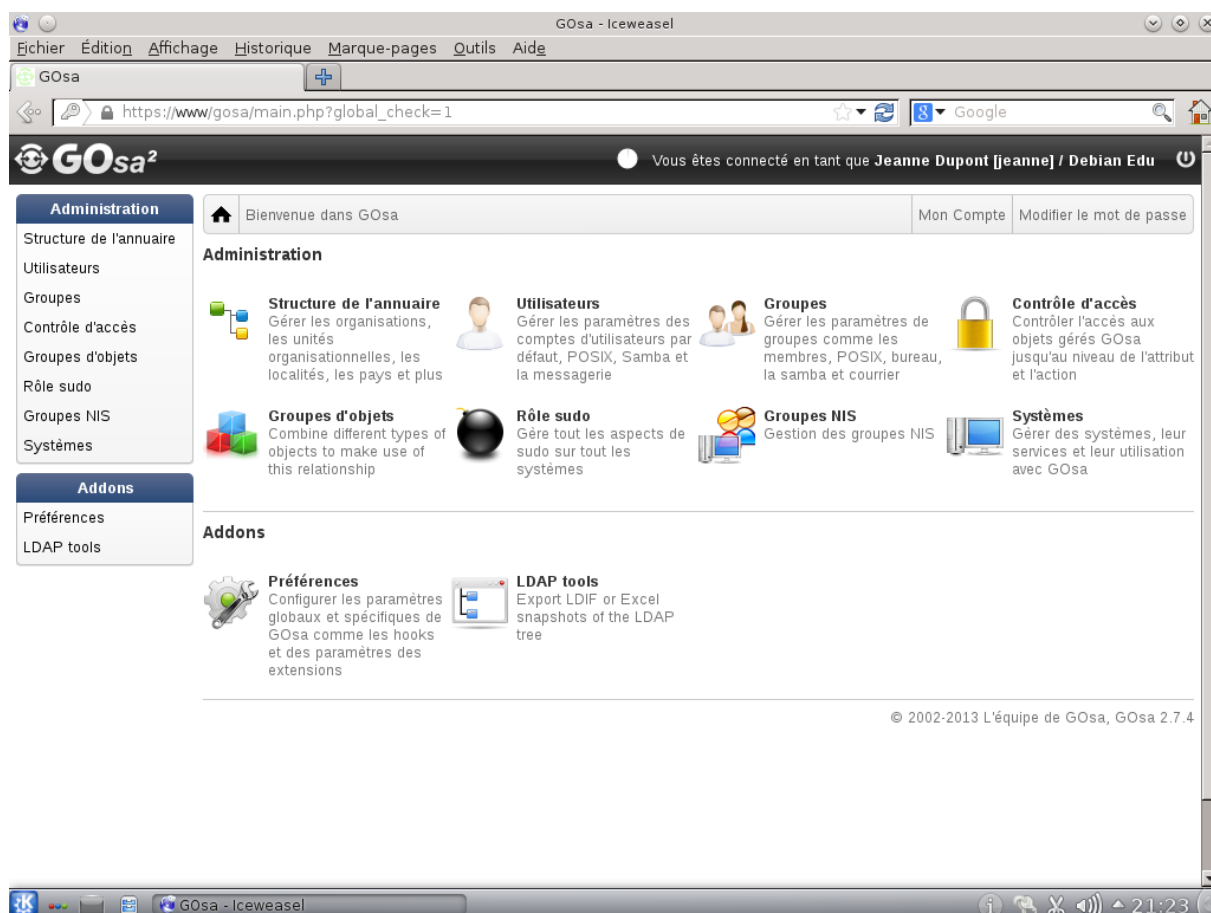 GOsa - Iceweasel
Fichier Édition Affichage Historique Marque-pages Outils Aide
GOsa
https://www/gosa/main.php?global_check=1
8 Google
GOsa²
Vous êtes connecté en tant que Jeanne Dupont [jeanne] / Debian Edu
Administration
Structure de l'annuaire
Utilisateurs
Groupes
Contrôle d'accès
Groupes d'objets
Rôle sudo
Groupes NIS
Systèmes
Addons
Préférences
LDAP tools
Bienvenue dans GOsa
Mon Compte
Modifier le mot de passe
Administration
Structure de l'annuaire
Gérer les organisations,
les unités
organisationnelles, les
localités, les pays et plus
Utilisateurs
Gérer les paramètres des
comptes d'utilisateurs par
défaut, POSIX, Samba et
la messagerie
Groupes
Gérer les paramètres de
groupes comme les
membres, POSIX, bureau,
la samba et courrier
Contrôle d'accès
Contrôler l'accès aux
objets gérés GOsa
jusqu'au niveau de l'attribut
et l'action
Groupes d'objets
Combine different types of
objects to make use of
this relationship
Rôle sudo
Gère tout les aspects de
sudo sur tout les
systèmes
Groupes NIS
Gestion des groupes NIS
Systèmes
Gérer des systèmes, leur
services et leur utilisation
avec GOsa
Addons
Préférences
Configurer les paramètres
globaux et spécifiques de
GOsa comme les hooks
et des paramètres des
extensions
LDAP tools
Export LDIF or Excel
snapshots of the LDAP
tree
© 2002-2013 L'équipe de GOsa, GOsa 2.7.4
GOsa - Iceweasel
21:23